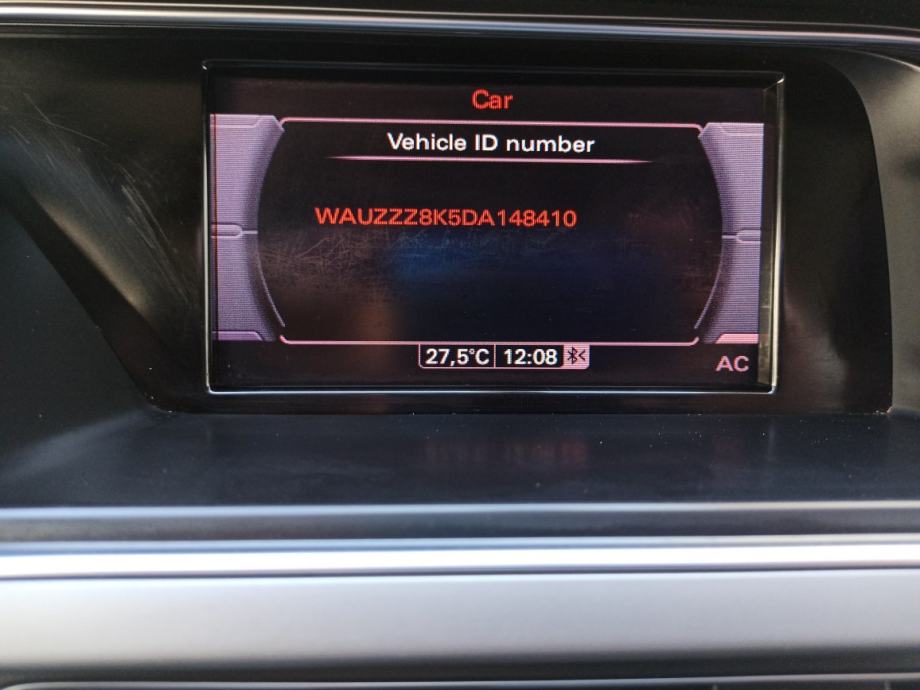 Car
Vehicle ID number
WAUZZZ8K5DA148410
27,5°C 12:08
AC